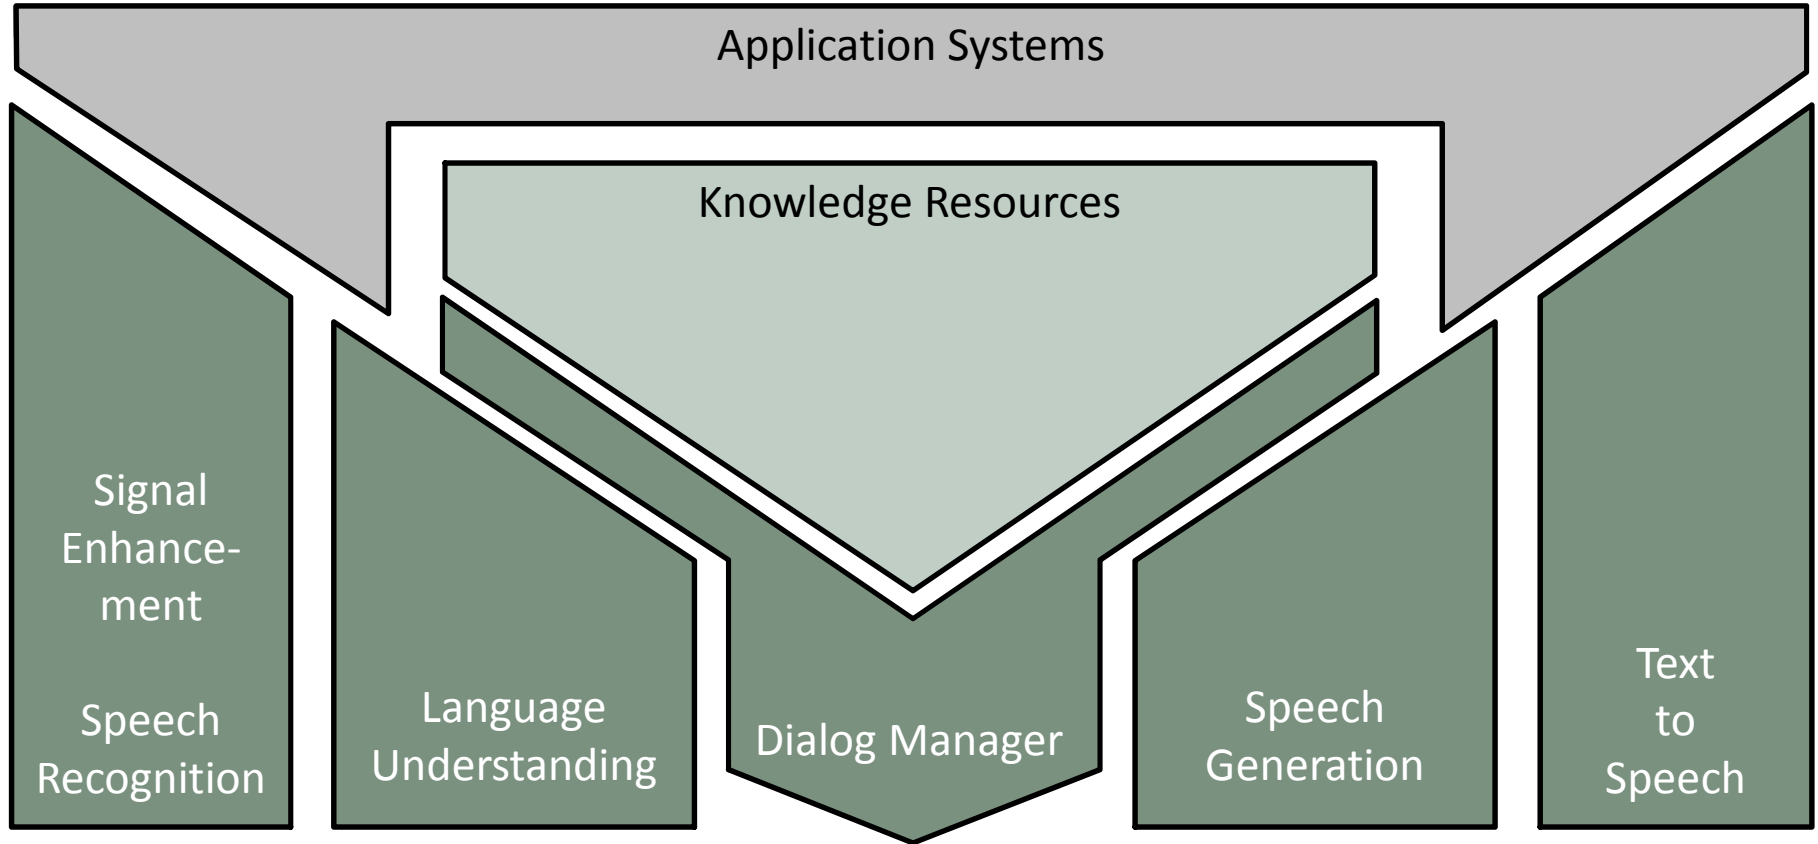 Application Systems
Knowledge Resources
Signal
Enhance-
ment
Speech
Recognition
Language
Understanding
Dialog Manager
Speech
Generation
Text
to
Speech